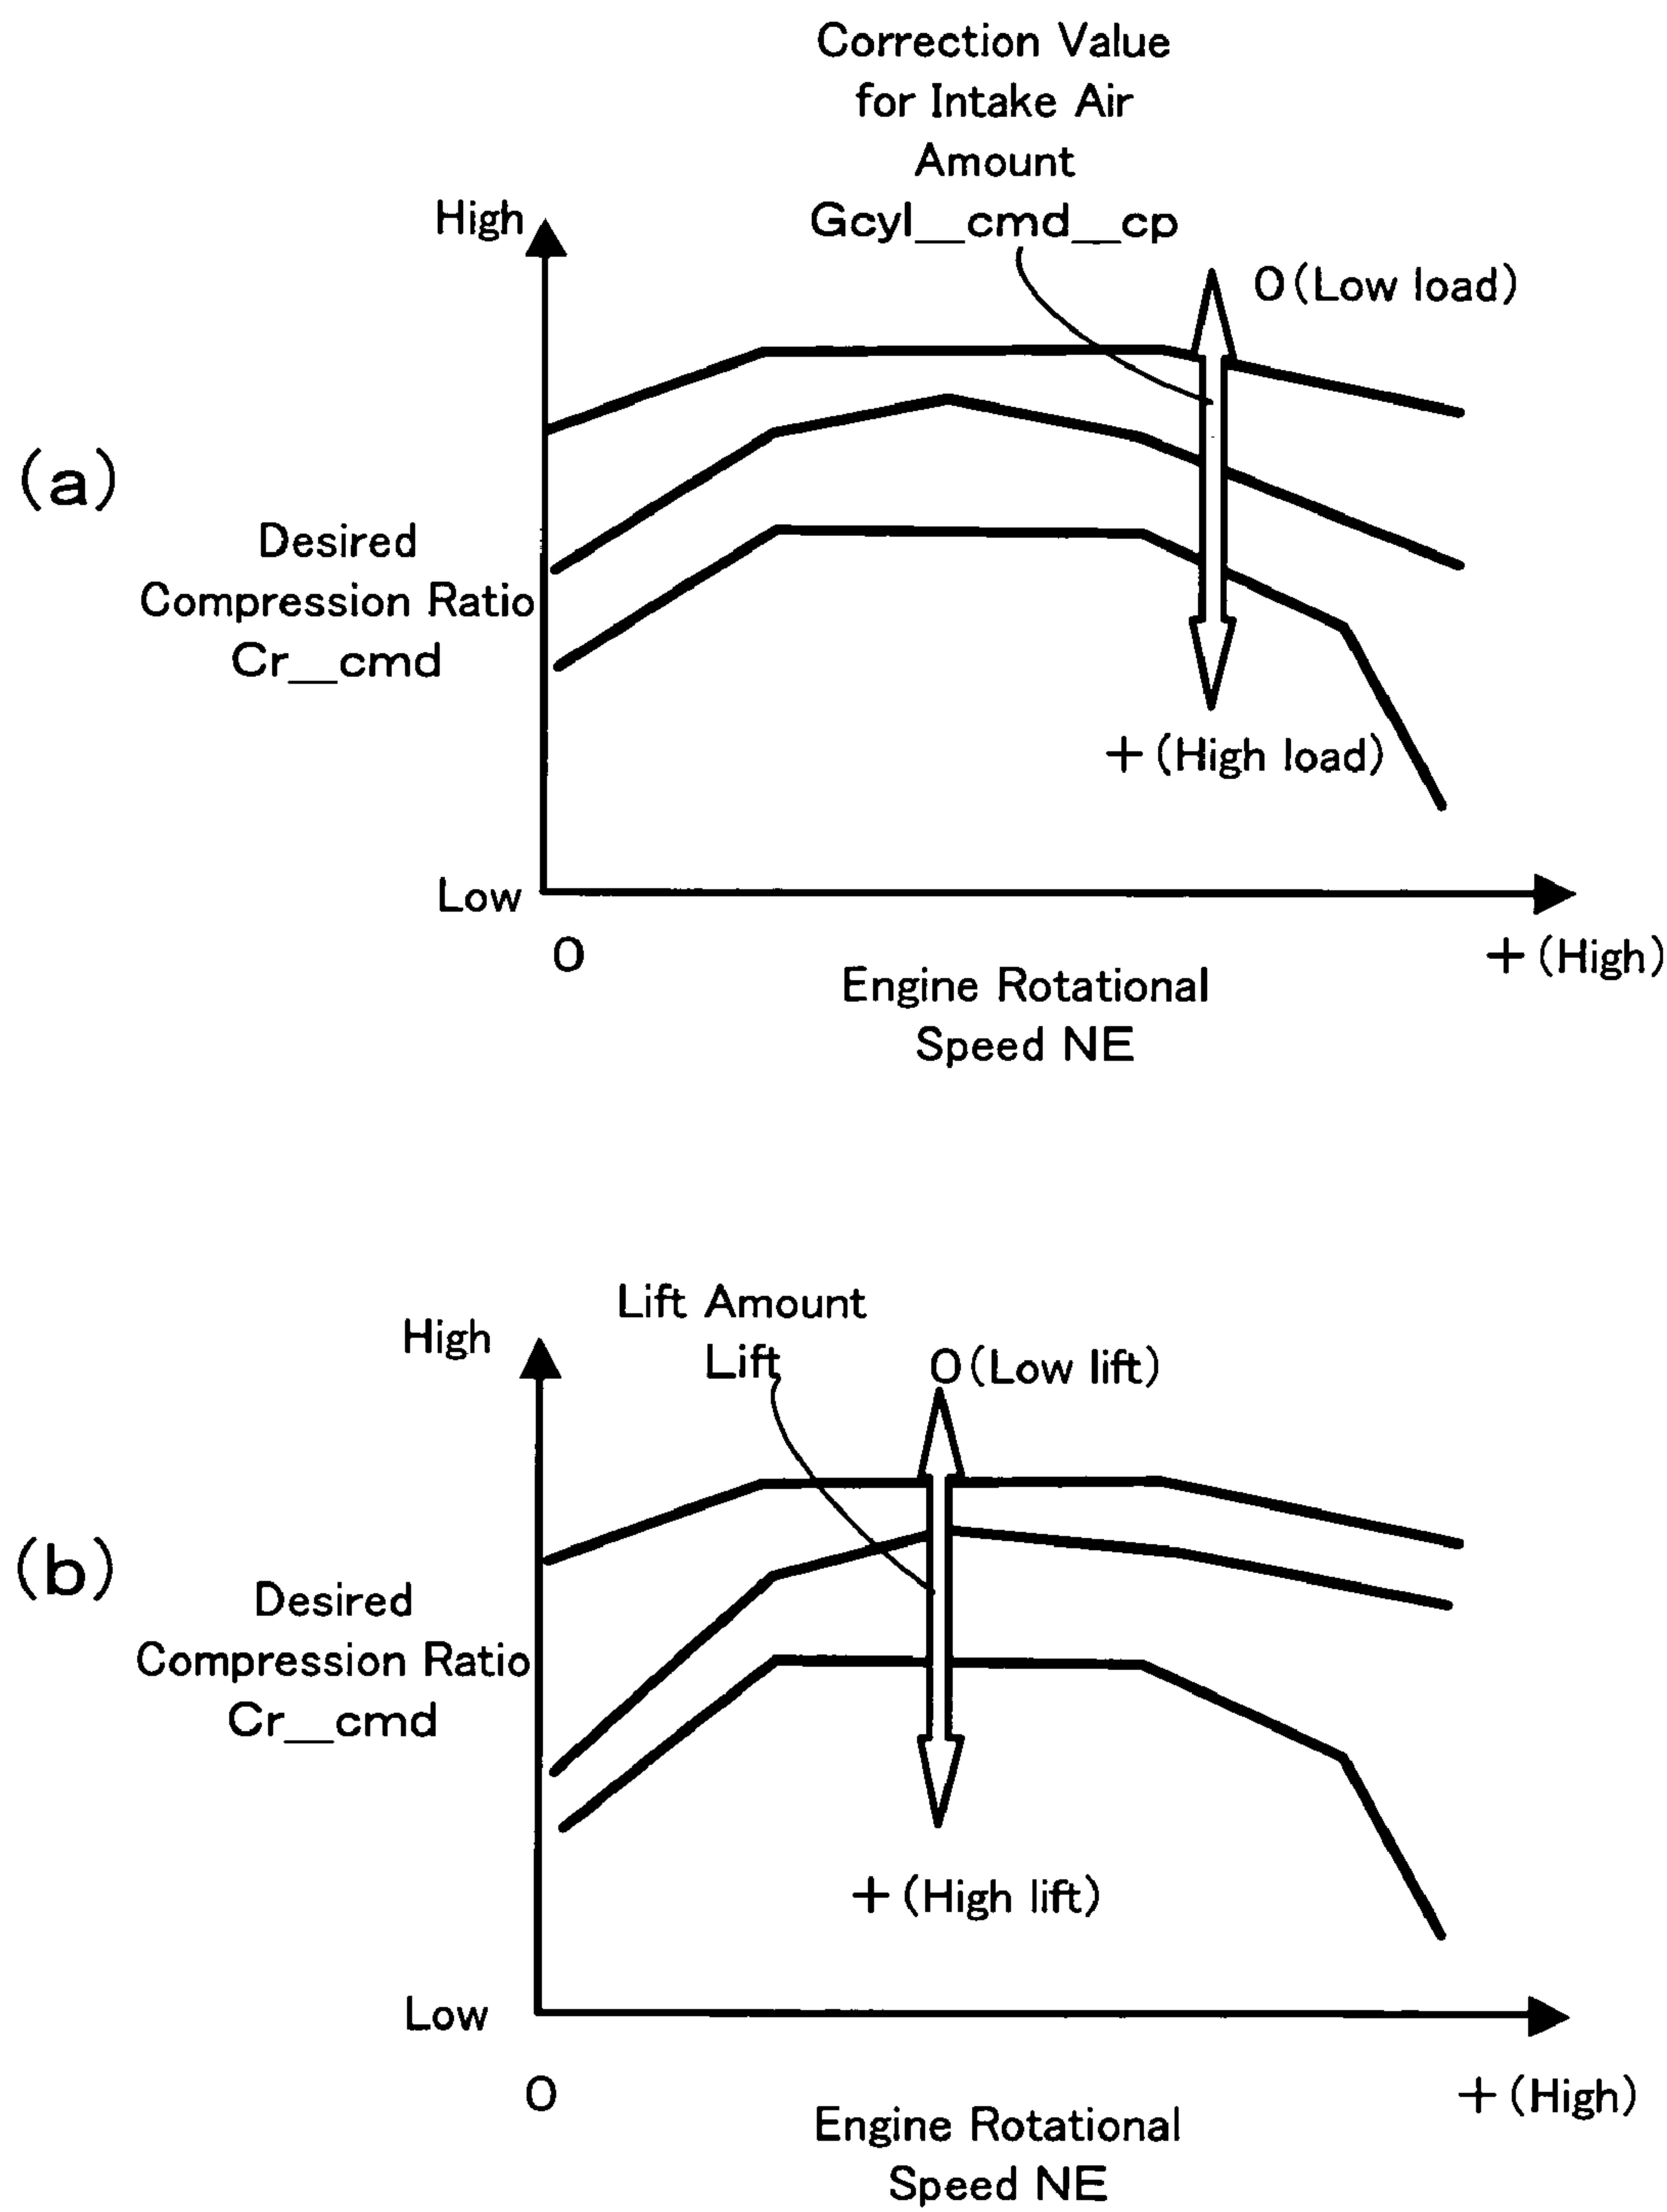 Correction Value
for Intake Air
Amount
Gcyl__cmd__cp
High
0 (Low load)
(a)
Desired
Compression Ratio
Cr__cmd
+ (High load)
Low
0
+ (High)
Engine Rotational
Speed NE
Lift Amount
Lift
High
0 (Low lift)
(b)
Desired
Compression Ratio
Cr__cmd
+ (High lift)
Low
0
+ (High)
Engine Rotational
Speed NE